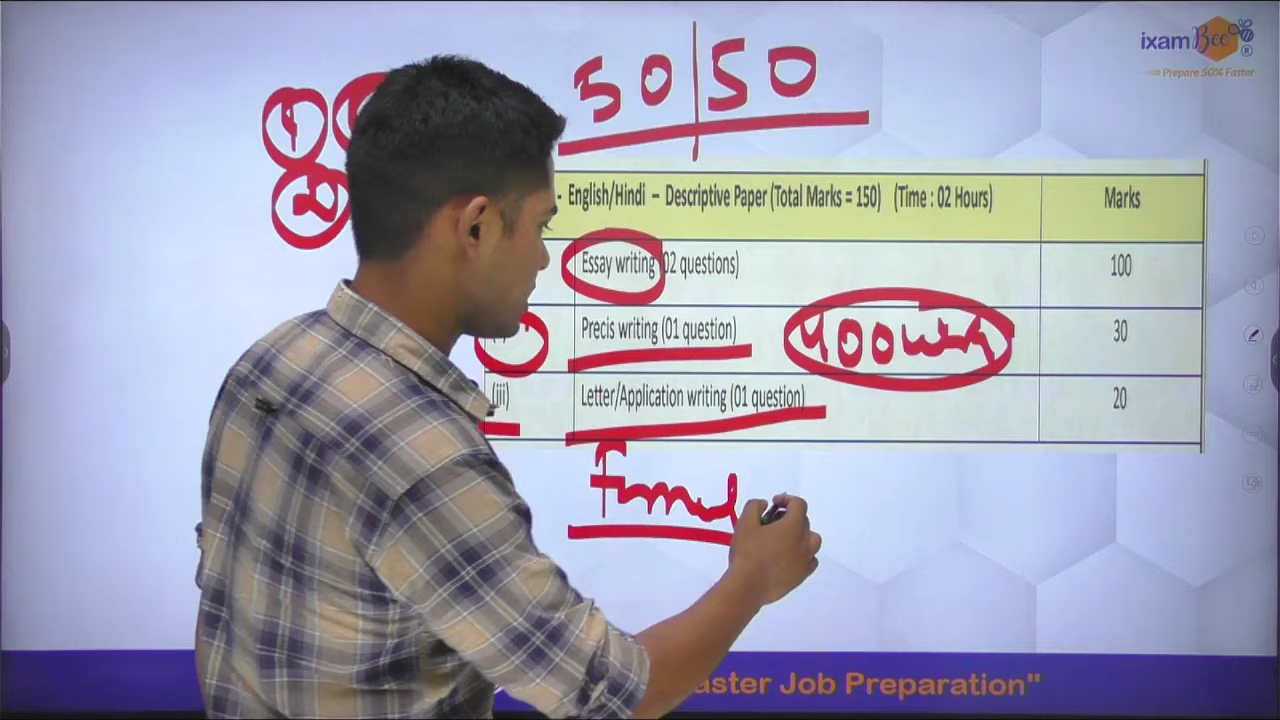 50 | 50
ixamBee
Prepare 50% Faster
- English/Hindi – Descriptive Paper (Total Marks = 150) (Time : 02 Hours) Marks
Essay writing (02 questions) 100
Precis writing (01 question) 400 30
(iii) Letter/Application writing (01 question) 20
aster Job Preparation"